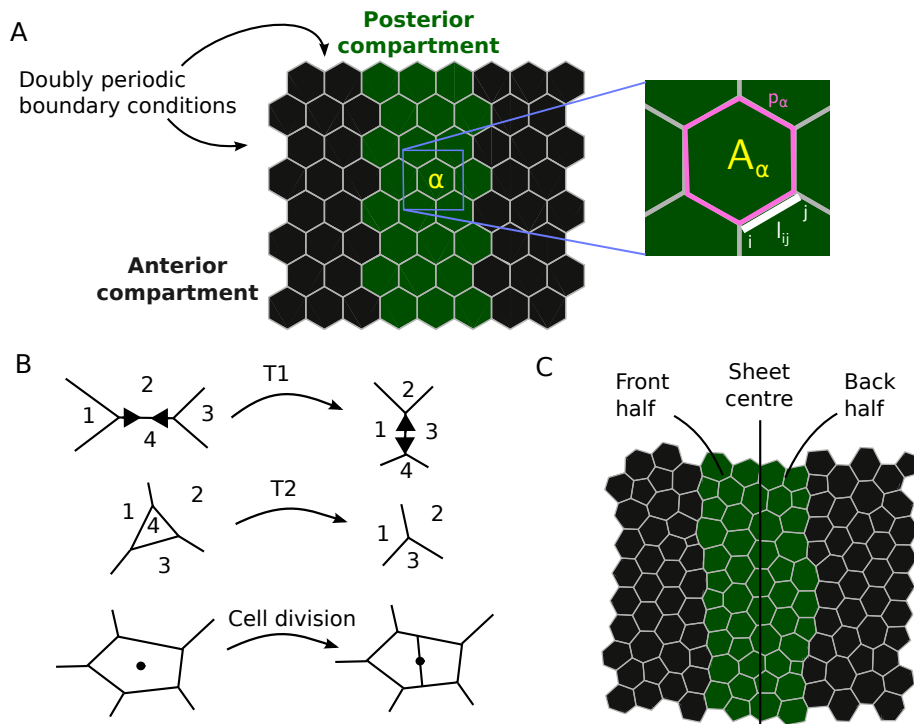 A
Posterior
compartment
Doubly periodic
boundary conditions
pα
Aα
α
i
lij
j
Anterior
compartment
B
T1
2
1
3
4
2
1
3
4
T2
1
2
4
3
1
2
3
Cell division
C
Front
half
Sheet
centre
Back
half